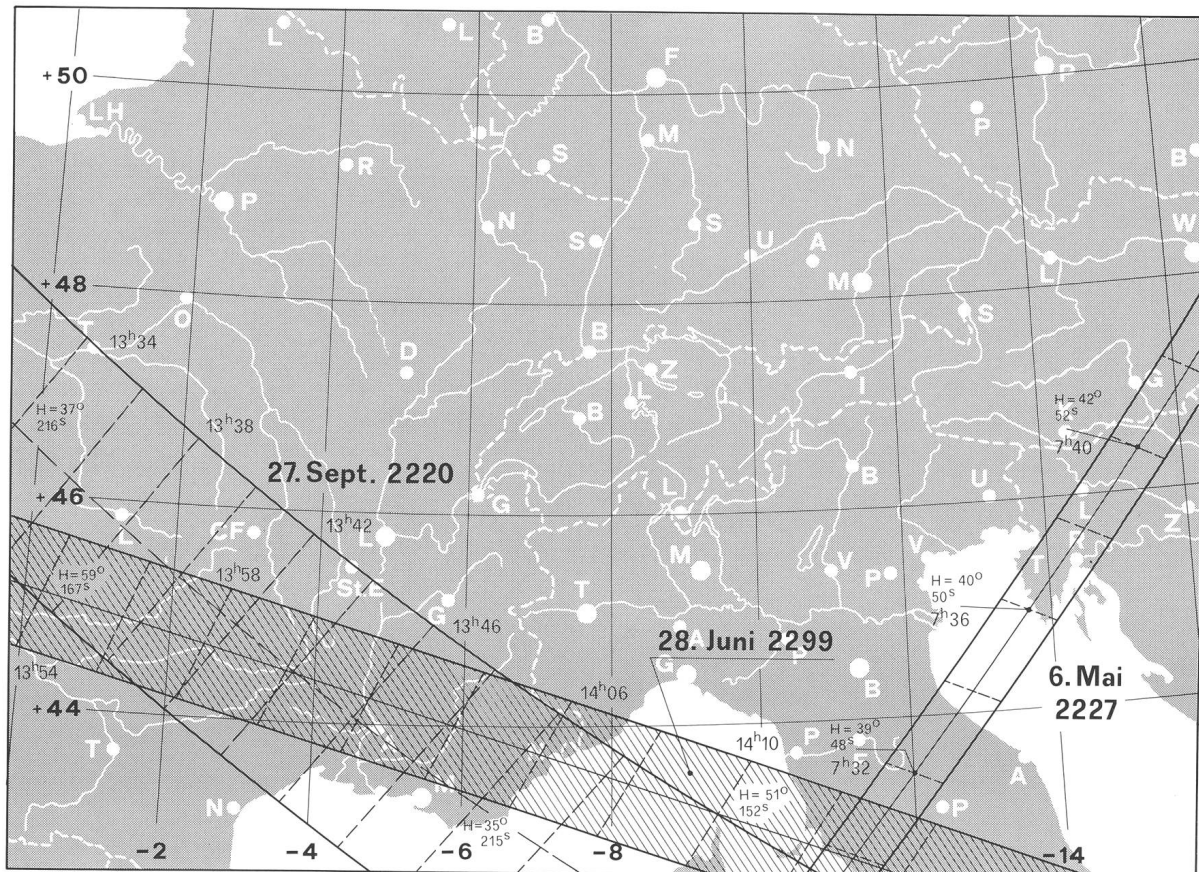 L L B F P
+50
LH
L M P
R S N B
P
N S S U A W
M L
+48
O S
T 13h34 B
D Z G
I
H=37° L H=42°
216s B 52s
13h38 7h40
27. Sept. 2220
B
+46 G L U
L CF 13h42 L Z
L M V V R
H=59° 13h58 StE T P T H=40°
167s G 50s
13h46 7h36
28. Juni 2299
A
13h54 G P B 6. Mai
14h06 2227
+44
T 14h10 P H=39°
48s
7h32 A
N M H=51° P
152s
H=35°
215s
-2 -4 -6 -8 -14